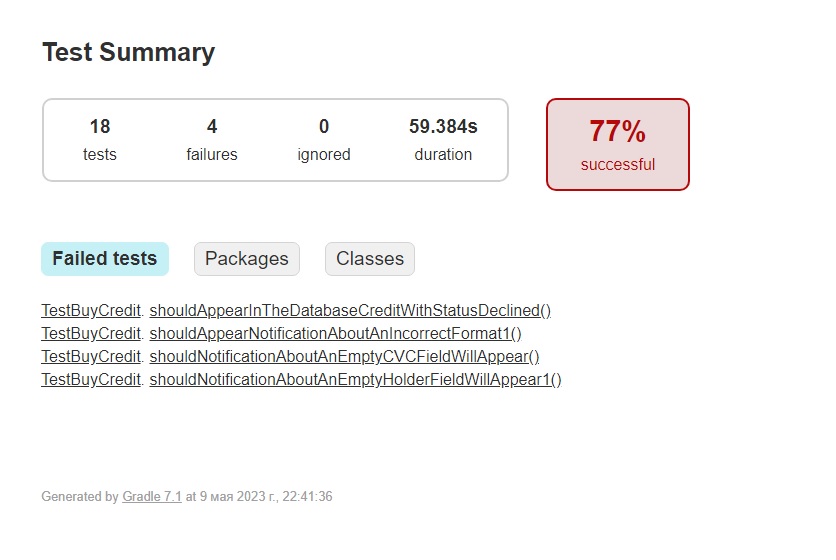 Test Summary
18 4 0 59.384s
tests failures ignored duration
77%
successful
Failed tests Packages Classes
TestBuyCredit. shouldAppearInTheDatabaseCreditWithStatusDeclined()
TestBuyCredit. shouldAppearNotificationAboutAnIncorrectFormat1()
TestBuyCredit. shouldNotificationAboutAnEmptyCVCFieldWillAppear()
TestBuyCredit. shouldNotificationAboutAnEmptyHolderFieldWillAppear1()
Generated by Gradle 7.1 at 9 мая 2023 г., 22:41:36